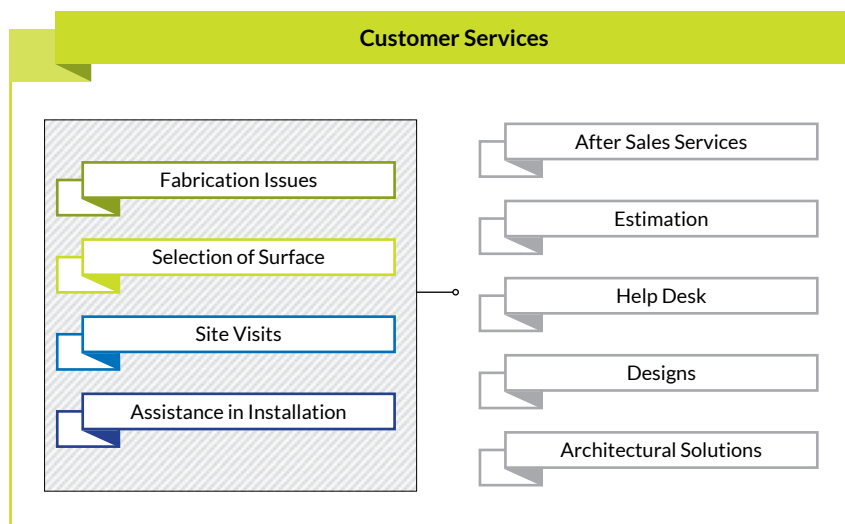 Customer Services
Fabrication Issues
Selection of Surface
Site Visits
Assistance in Installation
After Sales Services
Estimation
Help Desk
Designs
Architectural Solutions